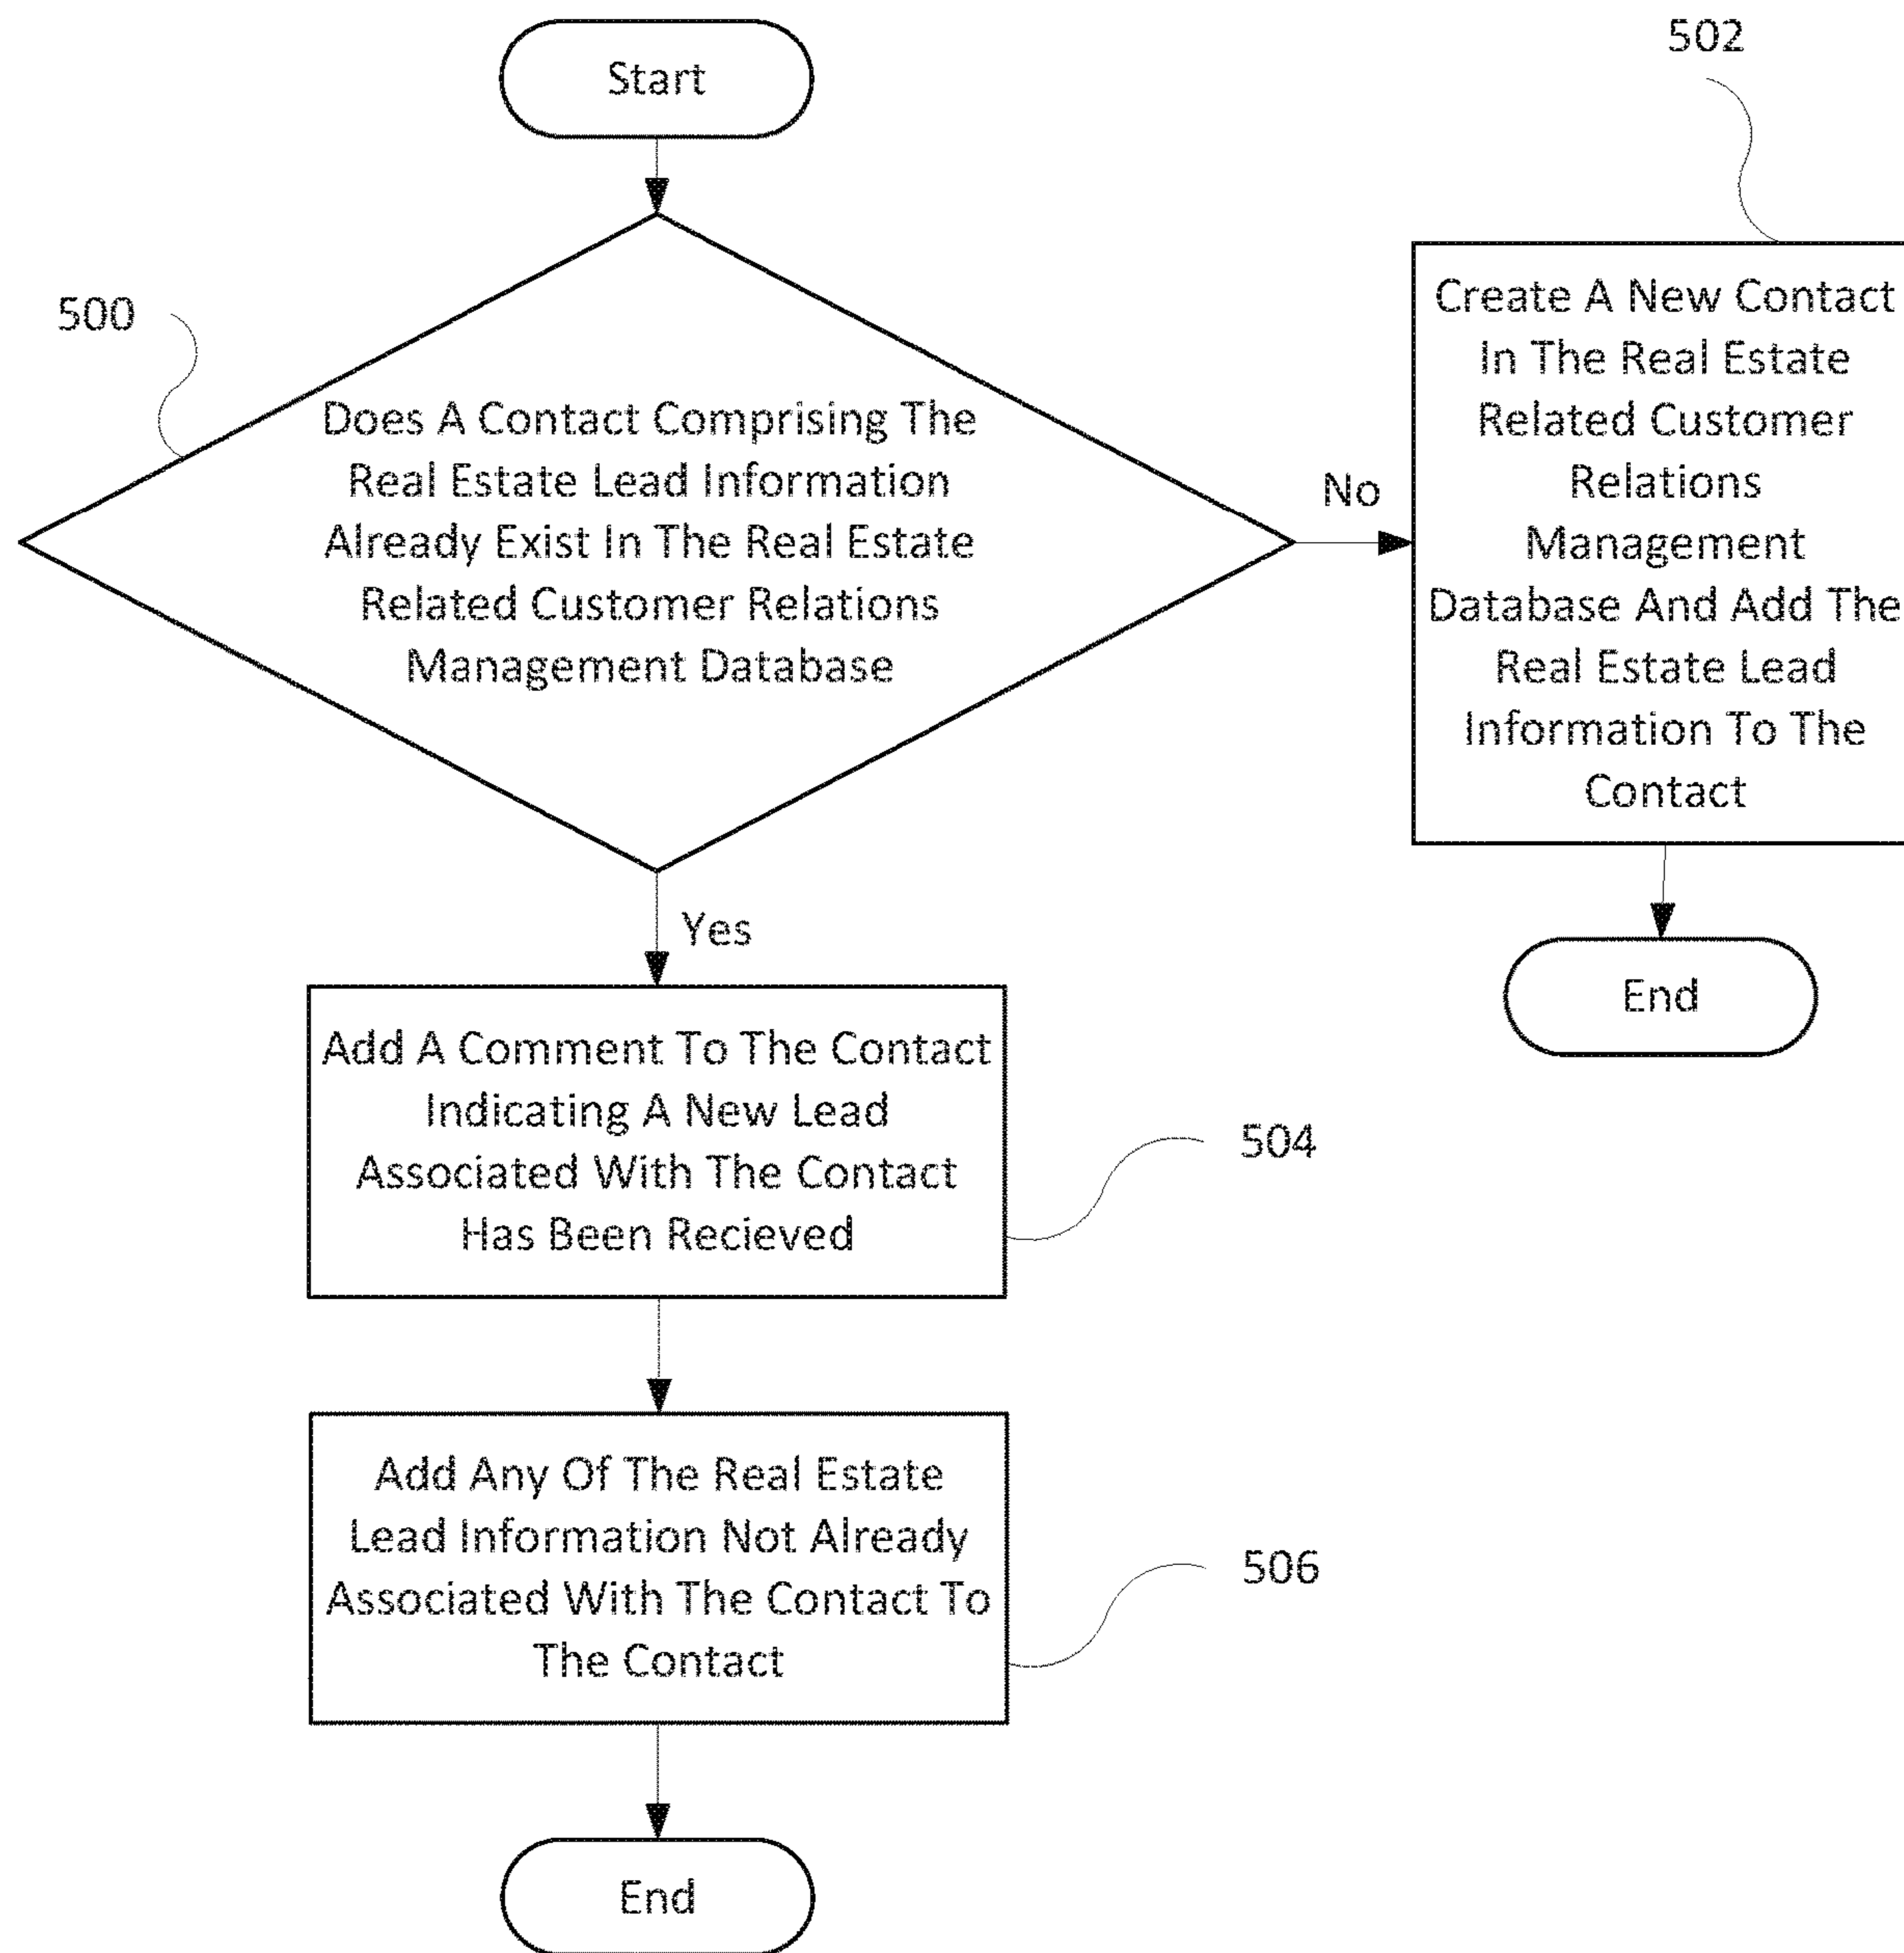 Start
500
Does A Contact Comprising The
Real Estate Lead Information
Already Exist In The Real Estate
Related Customer Relations
Management Database
No
502
Create A New Contact
In The Real Estate
Related Customer
Relations
Management
Database And Add The
Real Estate Lead
Information To The
Contact
End
Yes
Add A Comment To The Contact
Indicating A New Lead
Associated With The Contact
Has Been Recieved
504
Add Any Of The Real Estate
Lead Information Not Already
Associated With The Contact To
The Contact
506
End